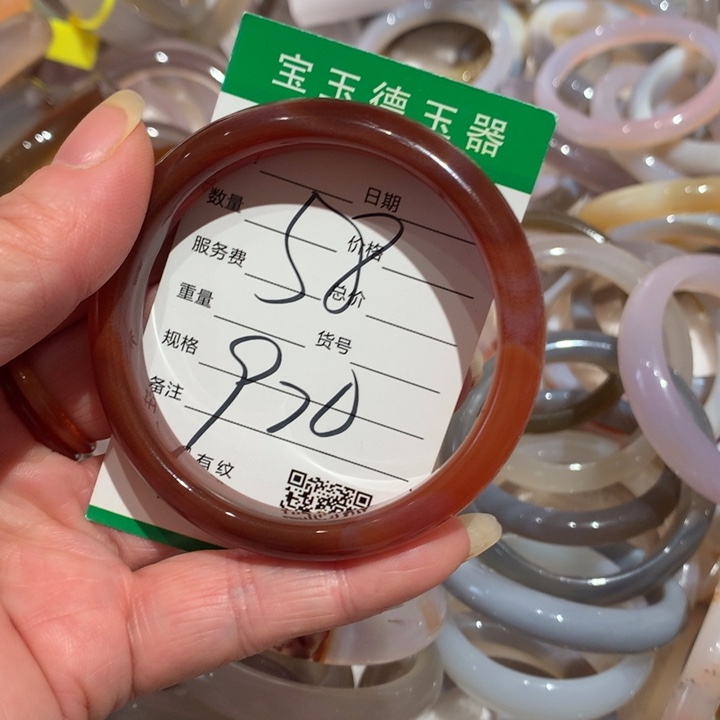 宝玉德玉器
日期
数量 价格
服务费 总价
重量 货号
规格
备注
有纹
58
970